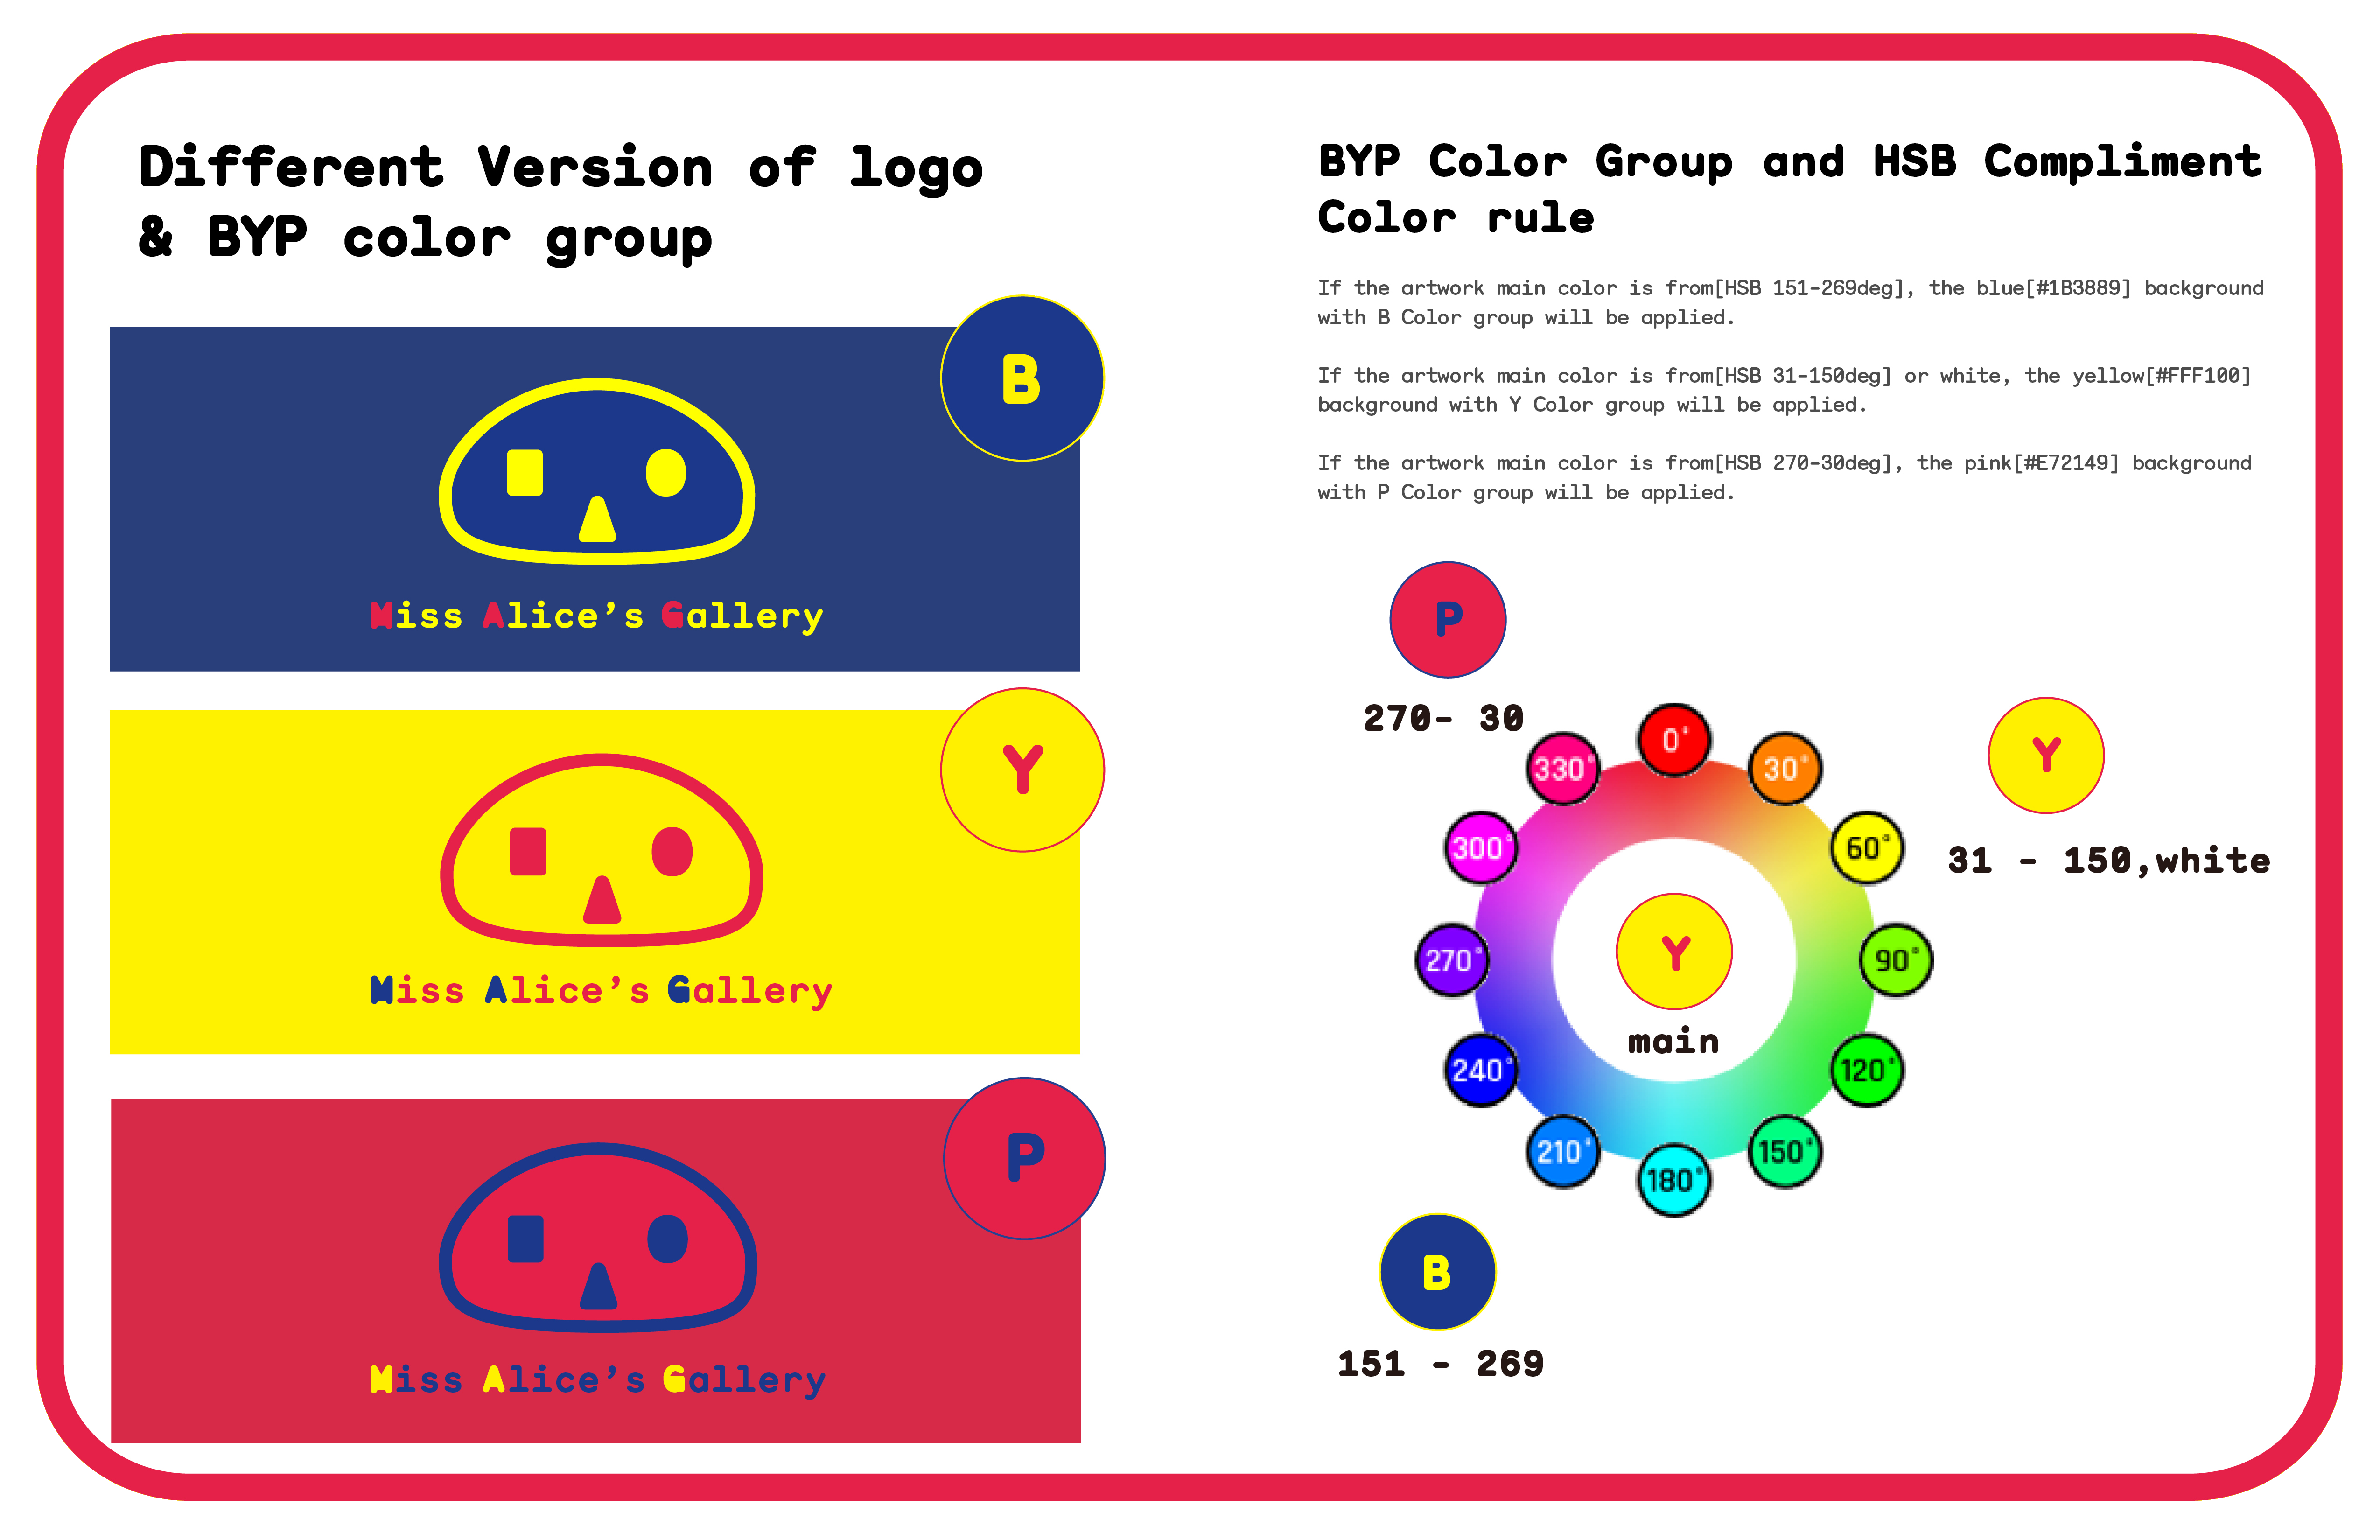 Different Version of logo
& BYP color group
B
Miss Alice’s Gallery
Y
Miss Alice’s Gallery
P
Miss Alice’s Gallery
BYP Color Group and HSB Compliment
Color rule
If the artwork main color is from[HSB 151-269deg], the blue[#1B3889] background
with B Color group will be applied.
If the artwork main color is from[HSB 31-150deg] or white, the yellow[#FFF100]
background with Y Color group will be applied.
If the artwork main color is from[HSB 270-30deg], the pink[#E72149] background
with P Color group will be applied.
P
270- 30
Y
31 - 150,white
0°
30°
60°
90°
120°
150°
180°
210°
240°
270°
300°
330°
Y
main
B
151 - 269